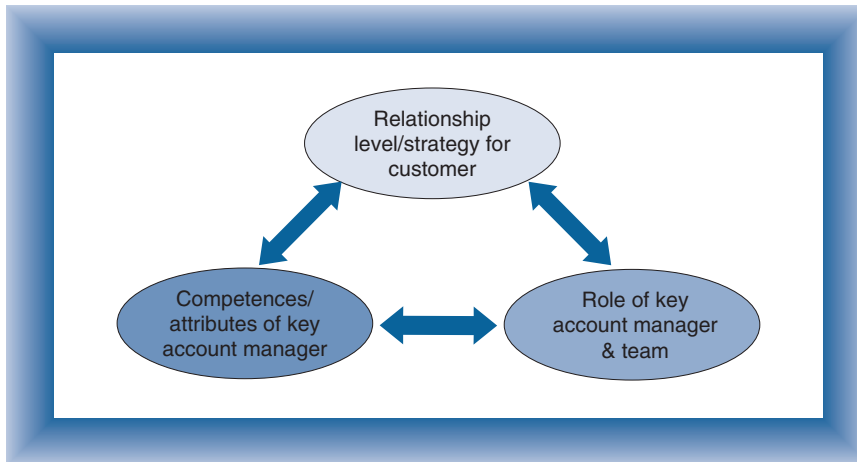 Relationship
level/strategy for
customer
Competences/
attributes of key
account manager
Role of key
account manager
& team